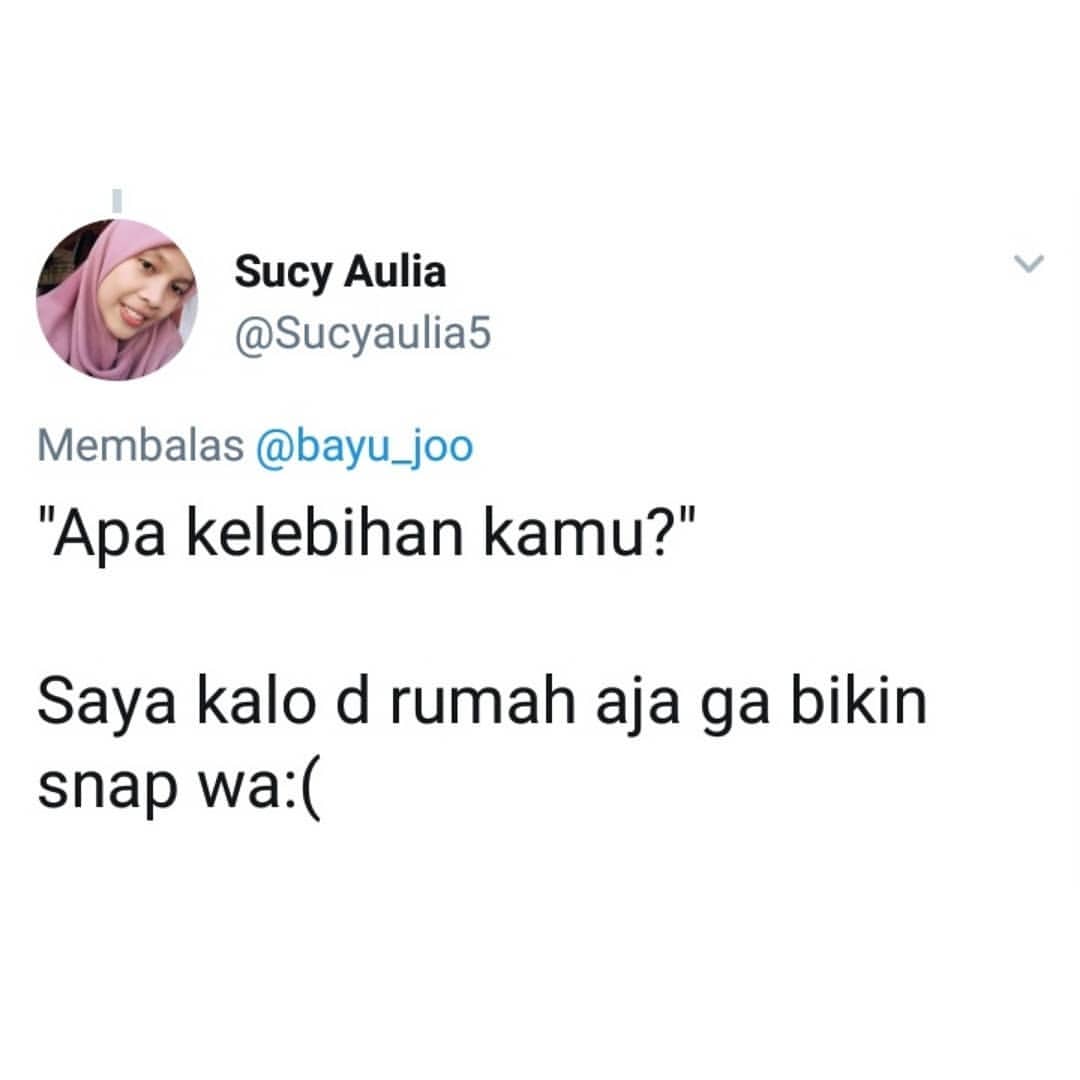 Sucy Aulia
@Sucyaulia5
Membalas @bayu_joo
"Apa kelebihan kamu?"
Saya kalo d rumah aja ga bikin
snap wa:(